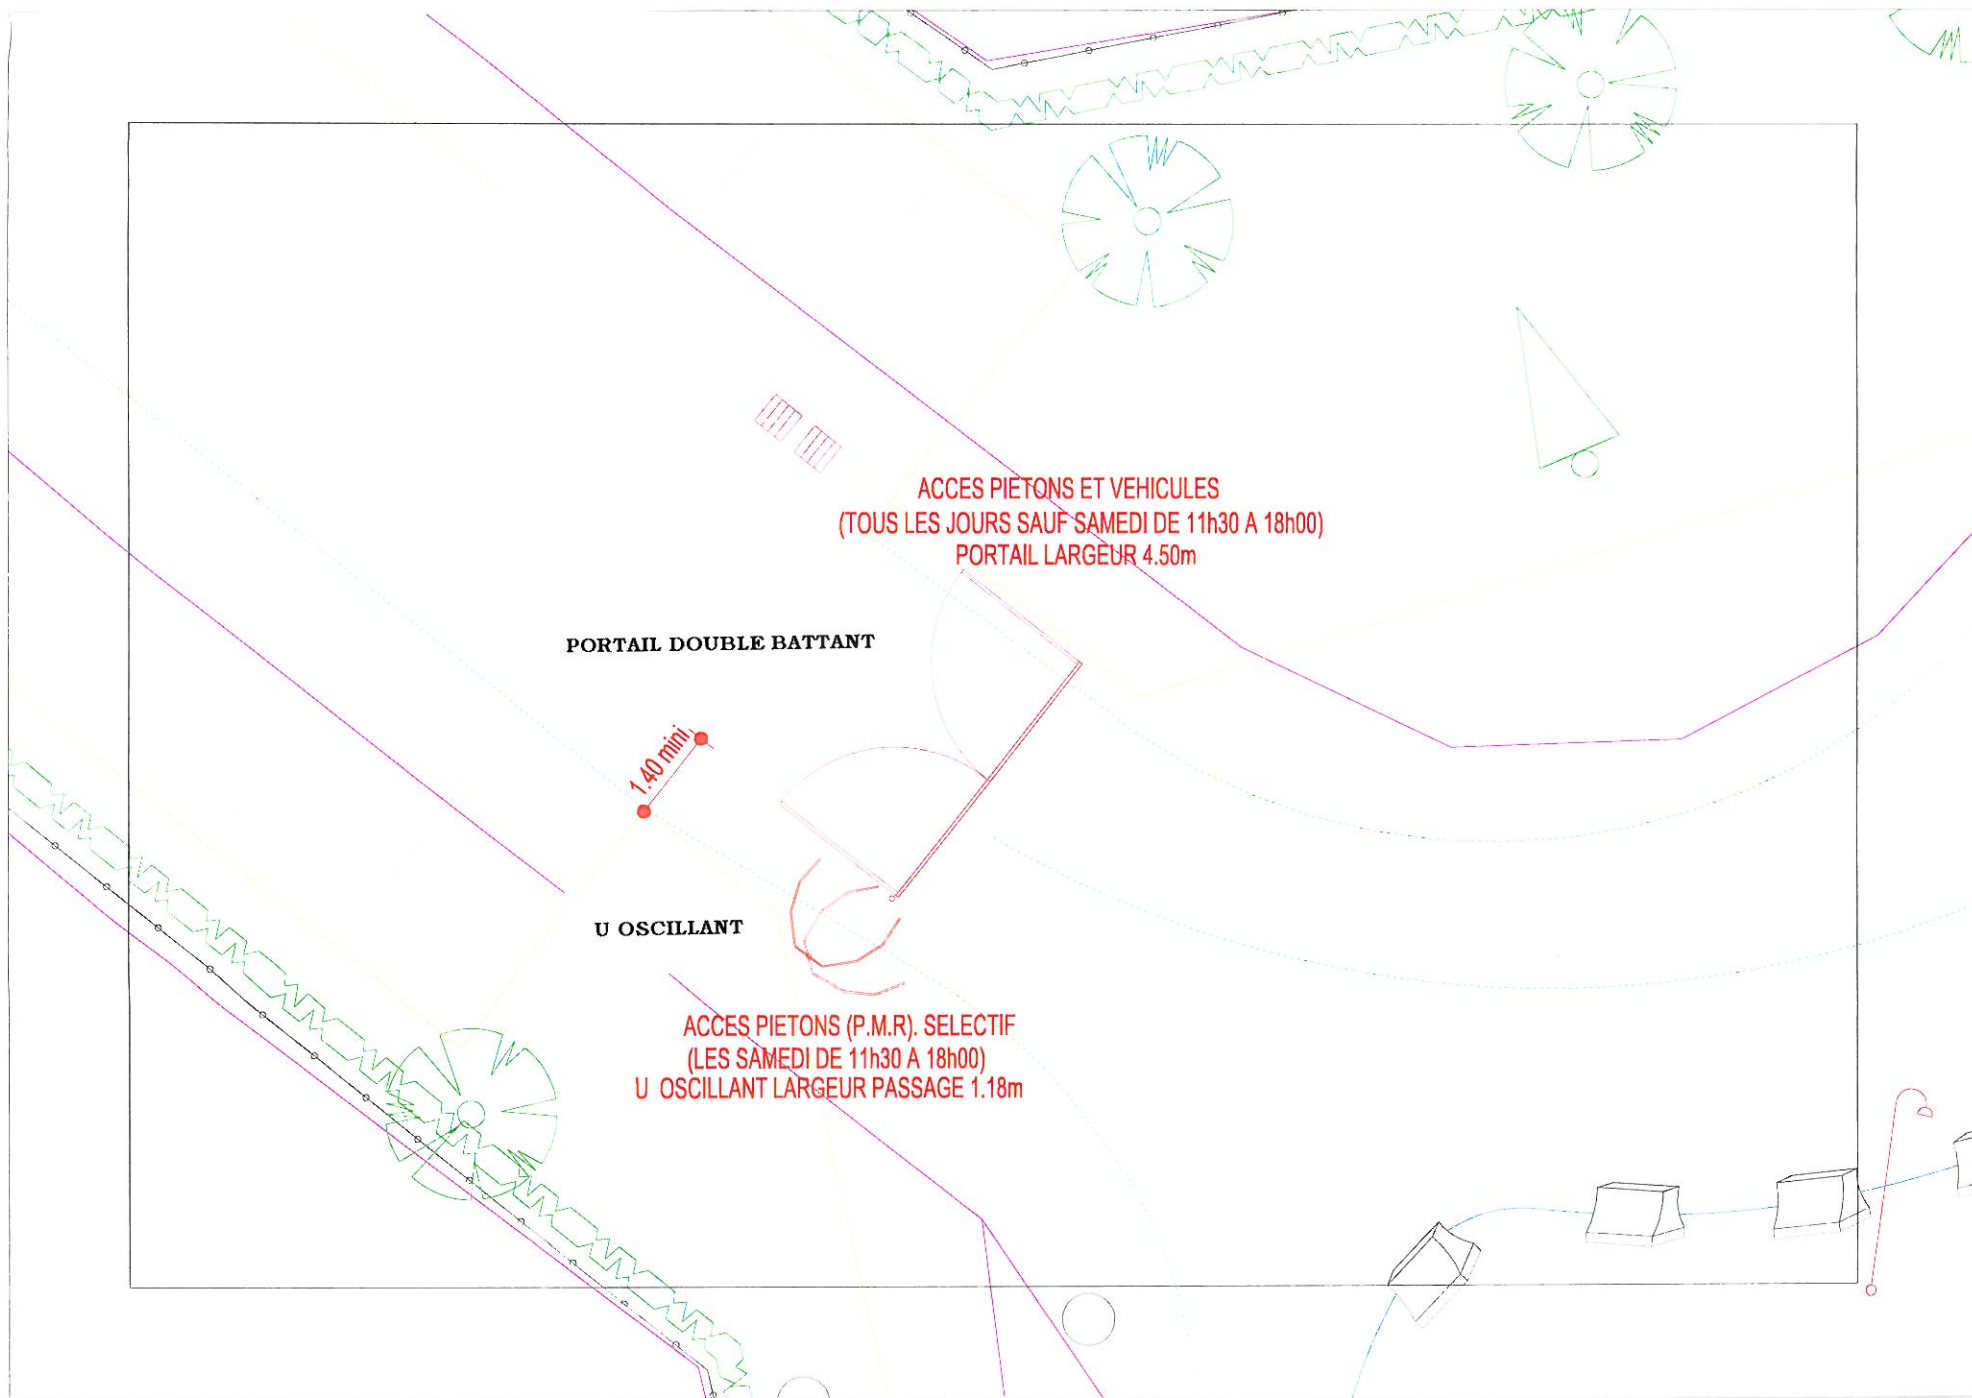 ACCES PIETONS ET VEHICULES
(TOUS LES JOURS SAUF SAMEDI DE 11h30 A 18h00)
PORTAIL LARGEUR 4.50m
PORTAIL DOUBLE BATTANT
1.40 mini
U OSCILLANT
ACCES PIETONS (P.M.R). SELECTIF
(LES SAMEDI DE 11h30 A 18h00)
U OSCILLANT LARGEUR PASSAGE 1.18m